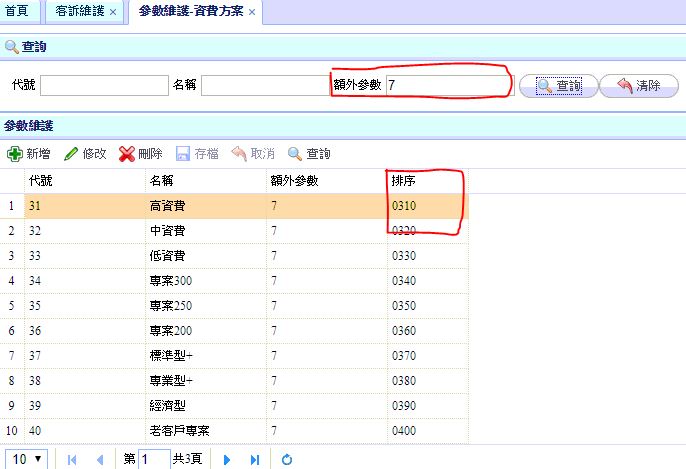 首頁 客訴維護 × 參數維護-資費方案 ×
查詢
代號 名稱 額外參數 7 查詢 清除
參數維護
新增 修改 刪除 存檔 取消 查詢
代號 名稱 額外參數 排序
1 31 高資費 7 0310
2 32 中資費 7 0320
3 33 低資費 7 0330
4 34 專案300 7 0340
5 35 專案250 7 0350
6 36 專案200 7 0360
7 37 標準型+ 7 0370
8 38 專業型+ 7 0380
9 39 經濟型 7 0390
10 40 老客戶專案 7 0400
10 第 1 共3頁